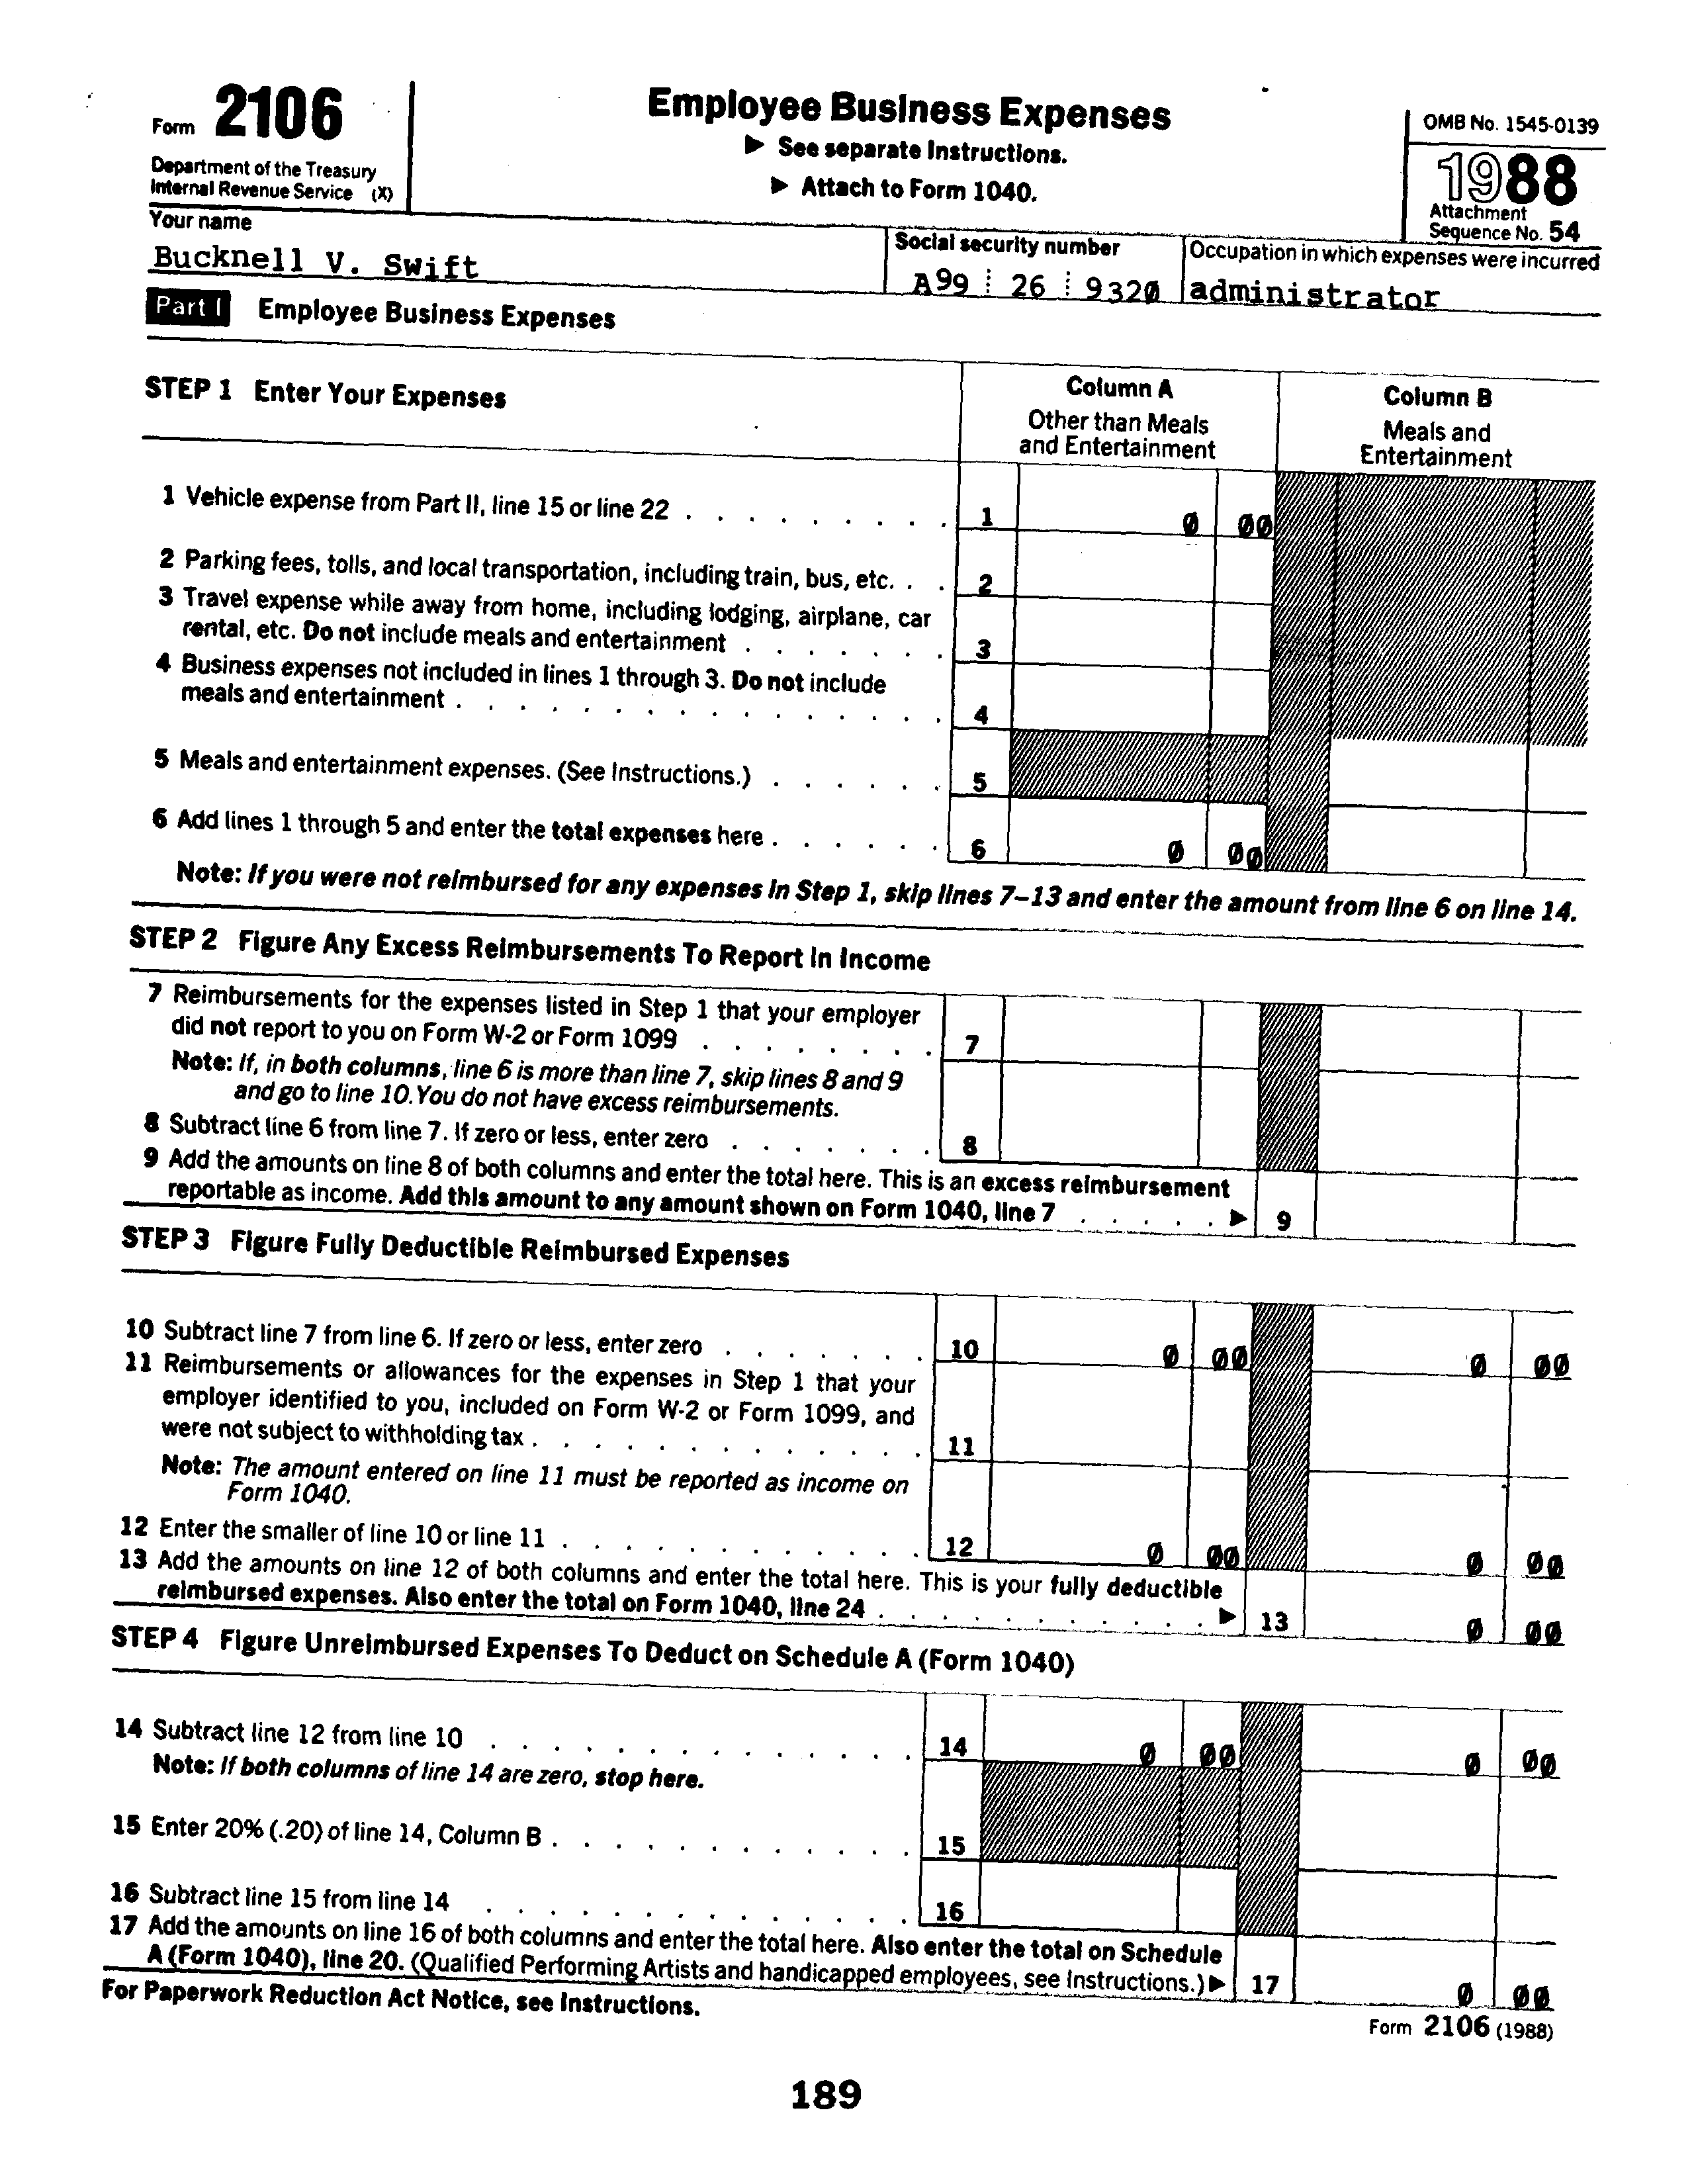 Form 2106
Department of the Treasury
Internal Revenue Service (X)
Employee Business Expenses
▶ See separate Instructions.
▶ Attach to Form 1040.
OMB No. 1545-0139
1988
Attachment
Sequence No. 54
Your name
Bucknell V. Swift
Social security number
A99 26 9320
Occupation in which expenses were incurred
administrator
Part I Employee Business Expenses
STEP 1 Enter Your Expenses
Column A
Other than Meals
and Entertainment
Column B
Meals and
Entertainment
1 Vehicle expense from Part II, line 15 or line 22 . . . . . . . . . 1 0 00
2 Parking fees, tolls, and local transportation, including train, bus, etc. . . 2
3 Travel expense while away from home, including lodging, airplane, car
rental, etc. Do not include meals and entertainment . . . . . . . 3
4 Business expenses not included in lines 1 through 3. Do not include
meals and entertainment . . . . . . . . . . . . . . . . 4
5 Meals and entertainment expenses. (See Instructions.) . . . . . . 5
6 Add lines 1 through 5 and enter the total expenses here . . . . . . 6 0 00
Note: If you were not reimbursed for any expenses in Step 1, skip lines 7–13 and enter the amount from line 6 on line 14.
STEP 2 Figure Any Excess Reimbursements To Report In Income
7 Reimbursements for the expenses listed in Step 1 that your employer
did not report to you on Form W-2 or Form 1099 . . . . . . . . 7
Note: If, in both columns, line 6 is more than line 7, skip lines 8 and 9
and go to line 10. You do not have excess reimbursements.
8 Subtract line 6 from line 7. If zero or less, enter zero . . . . . . . 8
9 Add the amounts on line 8 of both columns and enter the total here. This is an excess reimbursement
reportable as income. Add this amount to any amount shown on Form 1040, line 7 . . . . . ▶ 9
STEP 3 Figure Fully Deductible Reimbursed Expenses
10 Subtract line 7 from line 6. If zero or less, enter zero . . . . . . . 10 0 00 0 00
11 Reimbursements or allowances for the expenses in Step 1 that your
employer identified to you, included on Form W-2 or Form 1099, and
were not subject to withholding tax . . . . . . . . . . . . . 11
Note: The amount entered on line 11 must be reported as income on
Form 1040.
12 Enter the smaller of line 10 or line 11 . . . . . . . . . . . . 12 0 00 0 00
13 Add the amounts on line 12 of both columns and enter the total here. This is your fully deductible
reimbursed expenses. Also enter the total on Form 1040, line 24 . . . . . . . . . . . ▶ 13 0 00
STEP 4 Figure Unreimbursed Expenses To Deduct on Schedule A (Form 1040)
14 Subtract line 12 from line 10 . . . . . . . . . . . . . . 14 0 00 0 00
Note: If both columns of line 14 are zero, stop here.
15 Enter 20% (.20) of line 14, Column B . . . . . . . . . . . . 15
16 Subtract line 15 from line 14 . . . . . . . . . . . . . . 16
17 Add the amounts on line 16 of both columns and enter the total here. Also enter the total on Schedule
A (Form 1040), line 20. (Qualified Performing Artists and handicapped employees, see Instructions.) ▶ 17 0 00
For Paperwork Reduction Act Notice, see Instructions.
Form 2106 (1988)
189